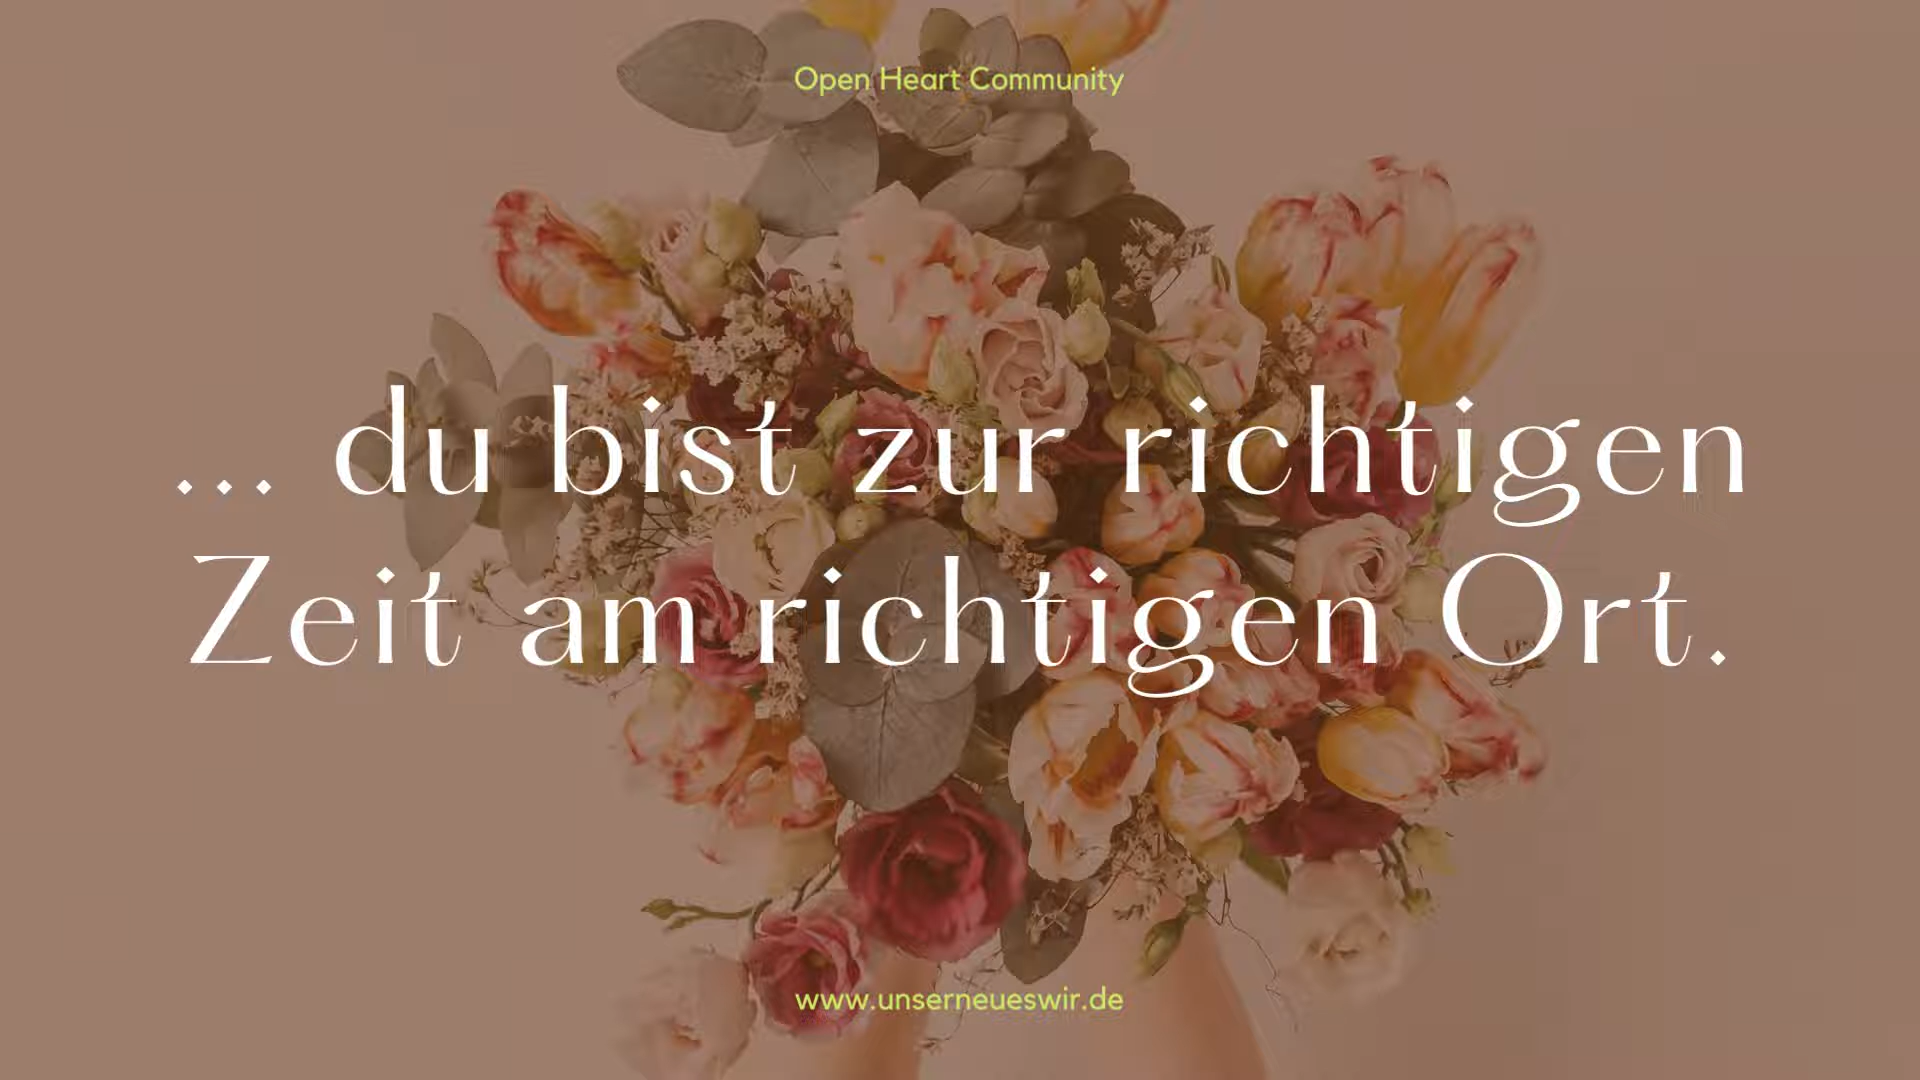 Open Heart Community
... du bist zur richtigen
Zeit am richtigen Ort.
www.unserneueswir.de